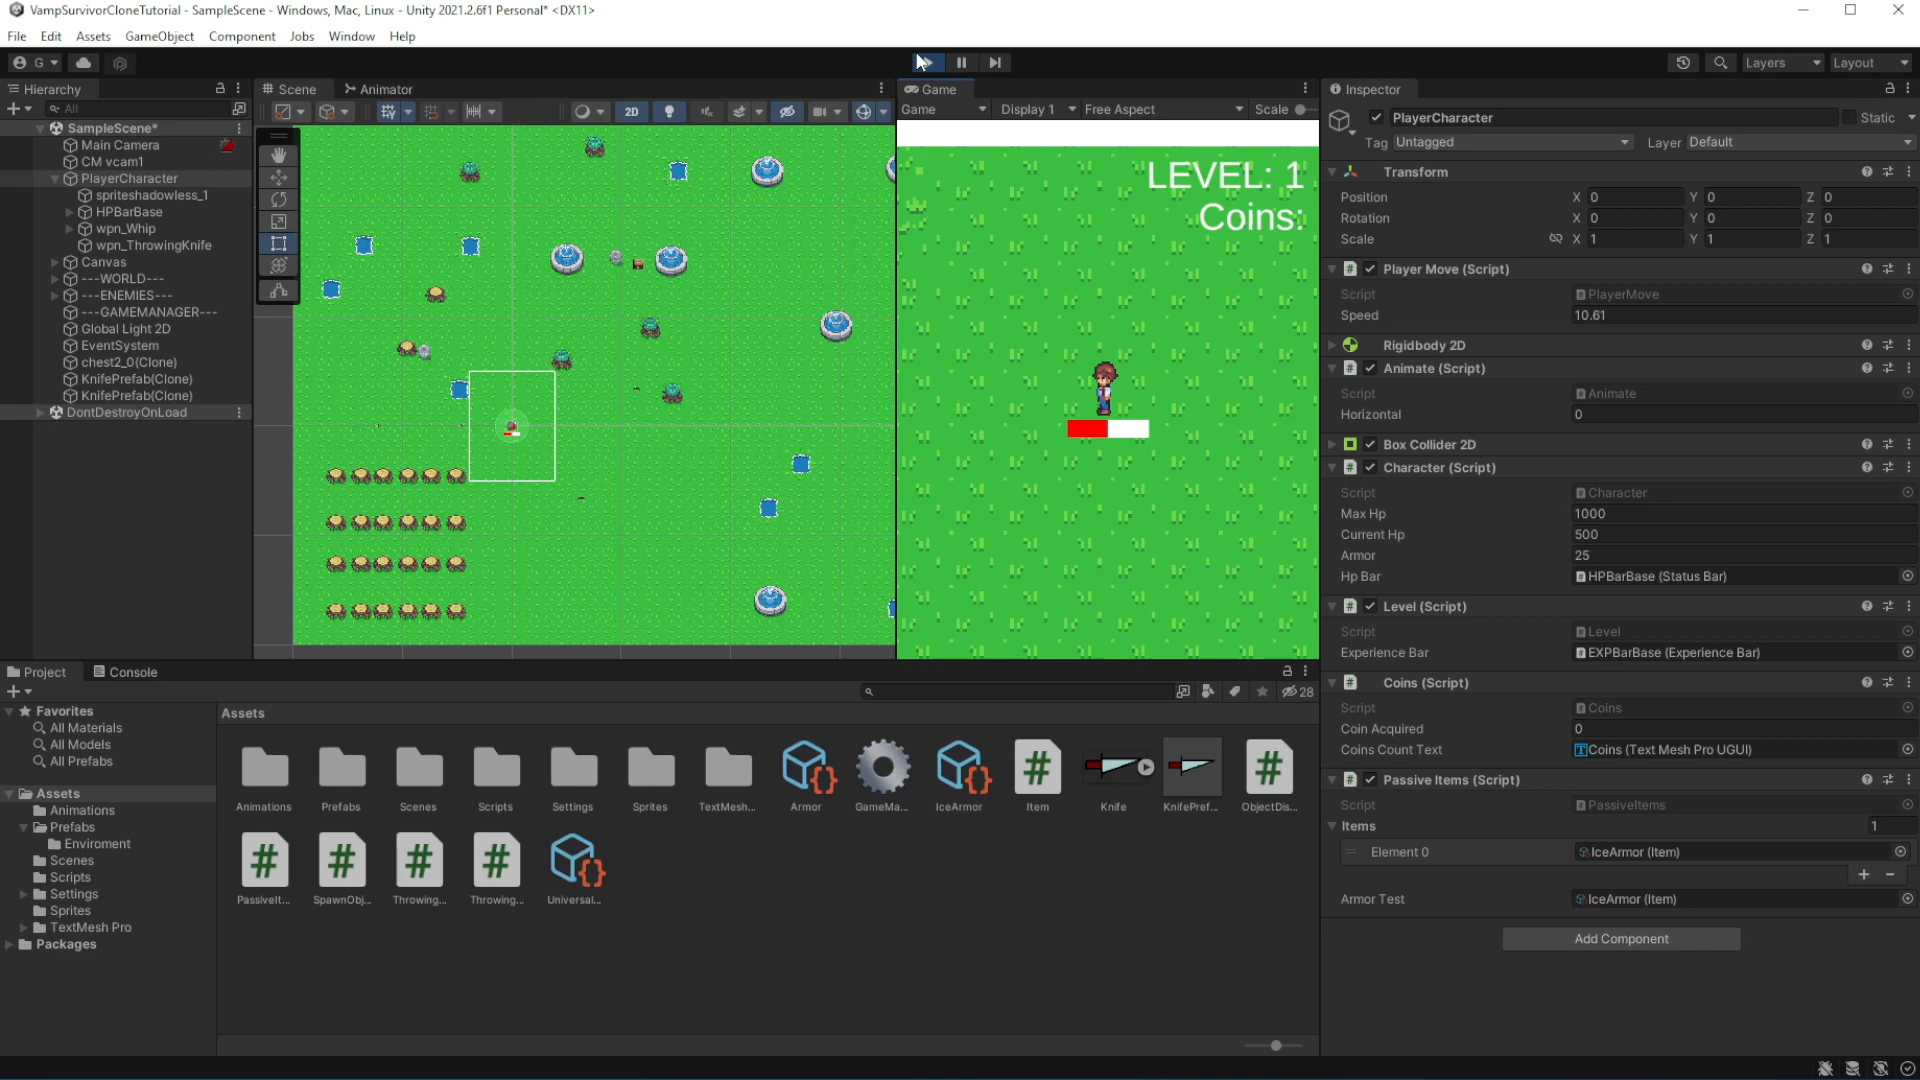 VampSurvivorCloneTutorial - SampleScene - Windows, Mac, Linux - Unity 2021.2.6f1 Personal* <DX11>
File Edit Assets GameObject Component Jobs Window Help
G Layers Layout
Hierarchy
All
SampleScene*
Main Camera
CM vcam1
PlayerCharacter
spriteshadowless_1
HPBarBase
wpn_Whip
wpn_ThrowingKnife
Canvas
---WORLD---
---ENEMIES---
---GAMEMANAGER---
Global Light 2D
EventSystem
chest2_0(Clone)
KnifePrefab(Clone)
KnifePrefab(Clone)
DontDestroyOnLoad
Scene Animator
2D
Game
Game Display 1 Free Aspect Scale
LEVEL: 1
Coins:
Inspector
PlayerCharacter Static
Tag Untagged Layer Default
Transform
Position X 0 Y 0 Z 0
Rotation X 0 Y 0 Z 0
Scale X 1 Y 1 Z 1
Player Move (Script)
Script PlayerMove
Speed 10.61
Rigidbody 2D
Animate (Script)
Script Animate
Horizontal 0
Box Collider 2D
Character (Script)
Script Character
Max Hp 1000
Current Hp 500
Armor 25
Hp Bar HPBarBase (Status Bar)
Level (Script)
Script Level
Experience Bar EXPBarBase (Experience Bar)
Coins (Script)
Script Coins
Coin Acquired 0
Coins Count Text Coins (Text Mesh Pro UGUI)
Passive Items (Script)
Script PassiveItems
Items 1
Element 0 IceArmor (Item)
Armor Test IceArmor (Item)
Add Component
Project Console
28
Favorites
All Materials
All Models
All Prefabs
Assets
Animations
Prefabs
Enviroment
Scenes
Scripts
Settings
Sprites
TextMesh Pro
Packages
Assets
Animations Prefabs Scenes Scripts Settings Sprites TextMesh... Armor GameMa... IceArmor Item Knife KnifePref... ObjectDis...
PassiveIt... SpawnObj... Throwing... Throwing... Universal...